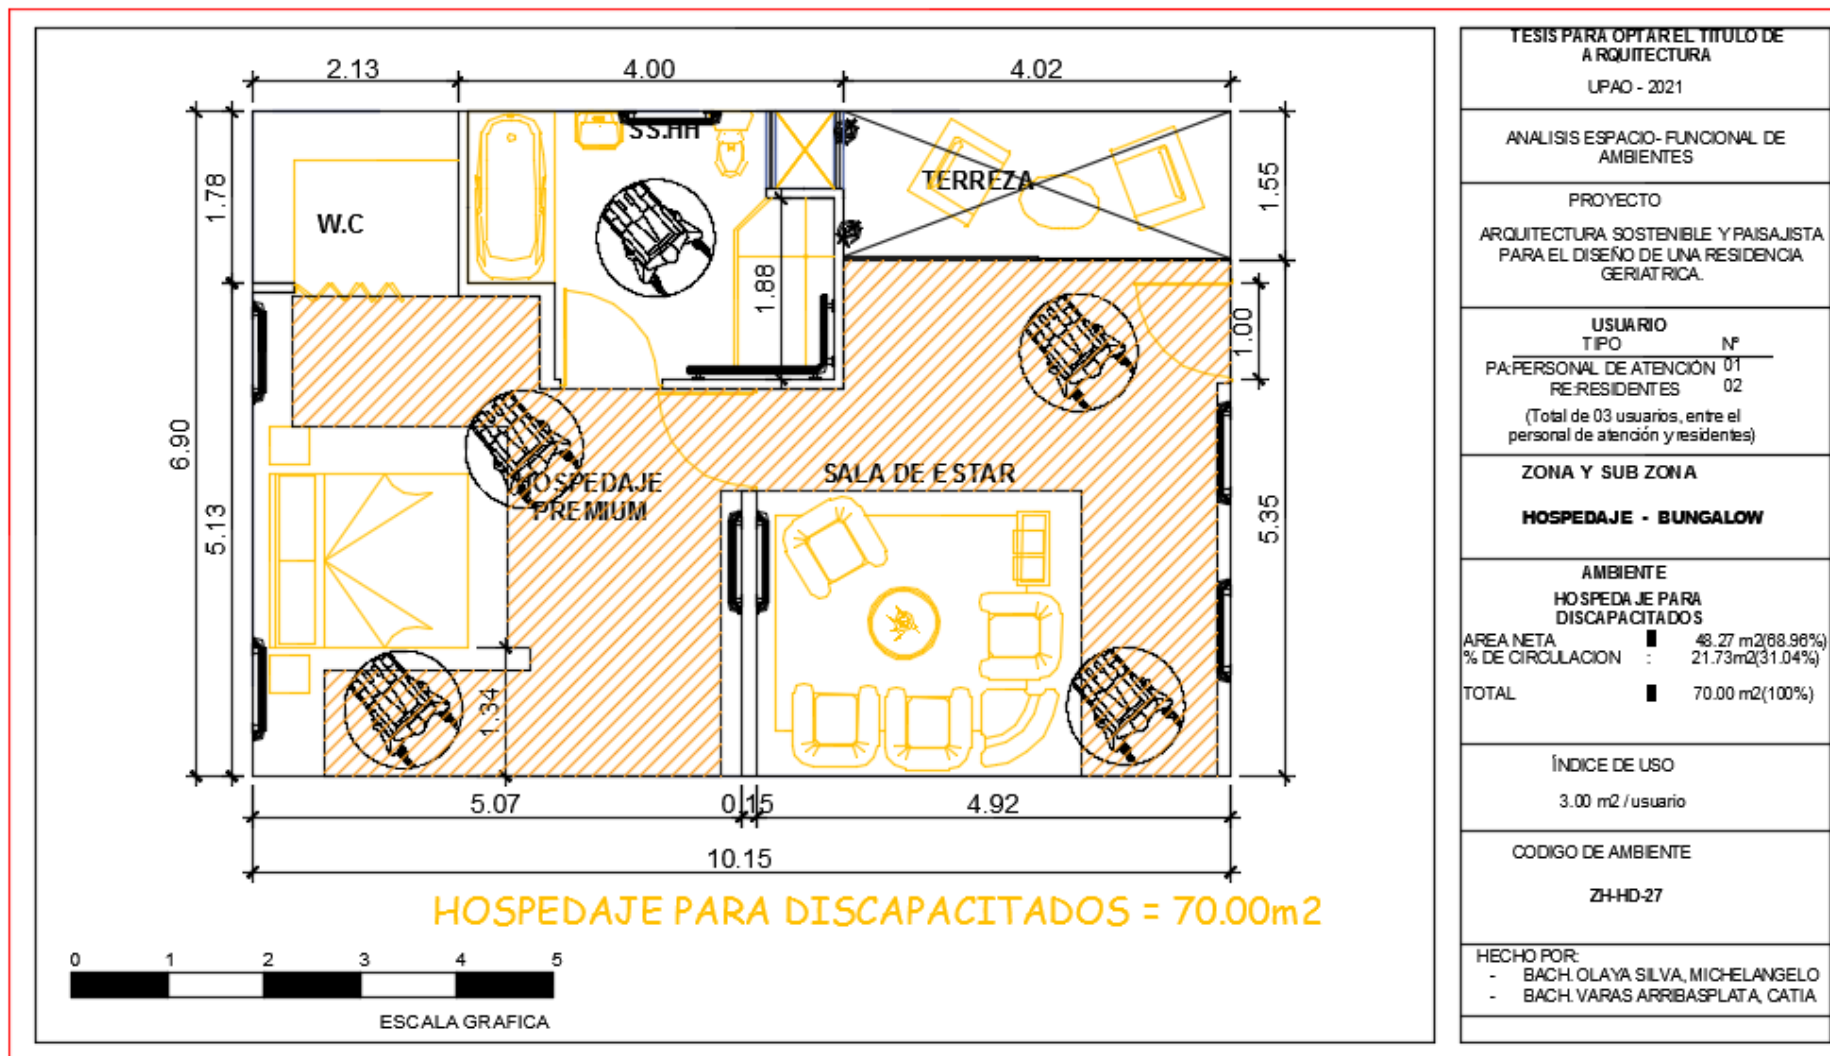 2.13
4.00
4.02
1.78
5.13
6.90
1.55
1.00
5.35
1.88
1.34
W.C
SS.HH
TERREZA
HOSPEDAJE
PREMIUM
SALA DE ESTAR
5.07
0.15
4.92
10.15
HOSPEDAJE PARA DISCAPACITADOS = 70.00m2
0 1 2 3 4 5
ESCALA GRAFICA
TESIS PARA OPTAR EL TITULO DE
ARQUITECTURA
UPAO - 2021
ANALISIS ESPACIO- FUNCIONAL DE
AMBIENTES
PROYECTO
ARQUITECTURA SOSTENIBLE Y PAISAJISTA
PARA EL DISEÑO DE UNA RESIDENCIA
GERIATRICA.
USUARIO
TIPO Nº
PA:PERSONAL DE ATENCIÓN 01
RE:RESIDENTES 02
(Total de 03 usuarios, entre el
personal de atención y residentes)
ZONA Y SUB ZONA
HOSPEDAJE - BUNGALOW
AMBIENTE
HOSPEDAJE PARA
DISCAPACITADOS
AREA NETA 48.27 m2(68.96%)
% DE CIRCULACION : 21.73m2(31.04%)
TOTAL 70.00 m2(100%)
ÍNDICE DE USO
3.00 m2 / usuario
CODIGO DE AMBIENTE
ZH-HD-27
HECHO POR:
- BACH. OLAYA SILVA, MICHELANGELO
- BACH. VARAS ARRIBASPLATA, CATIA